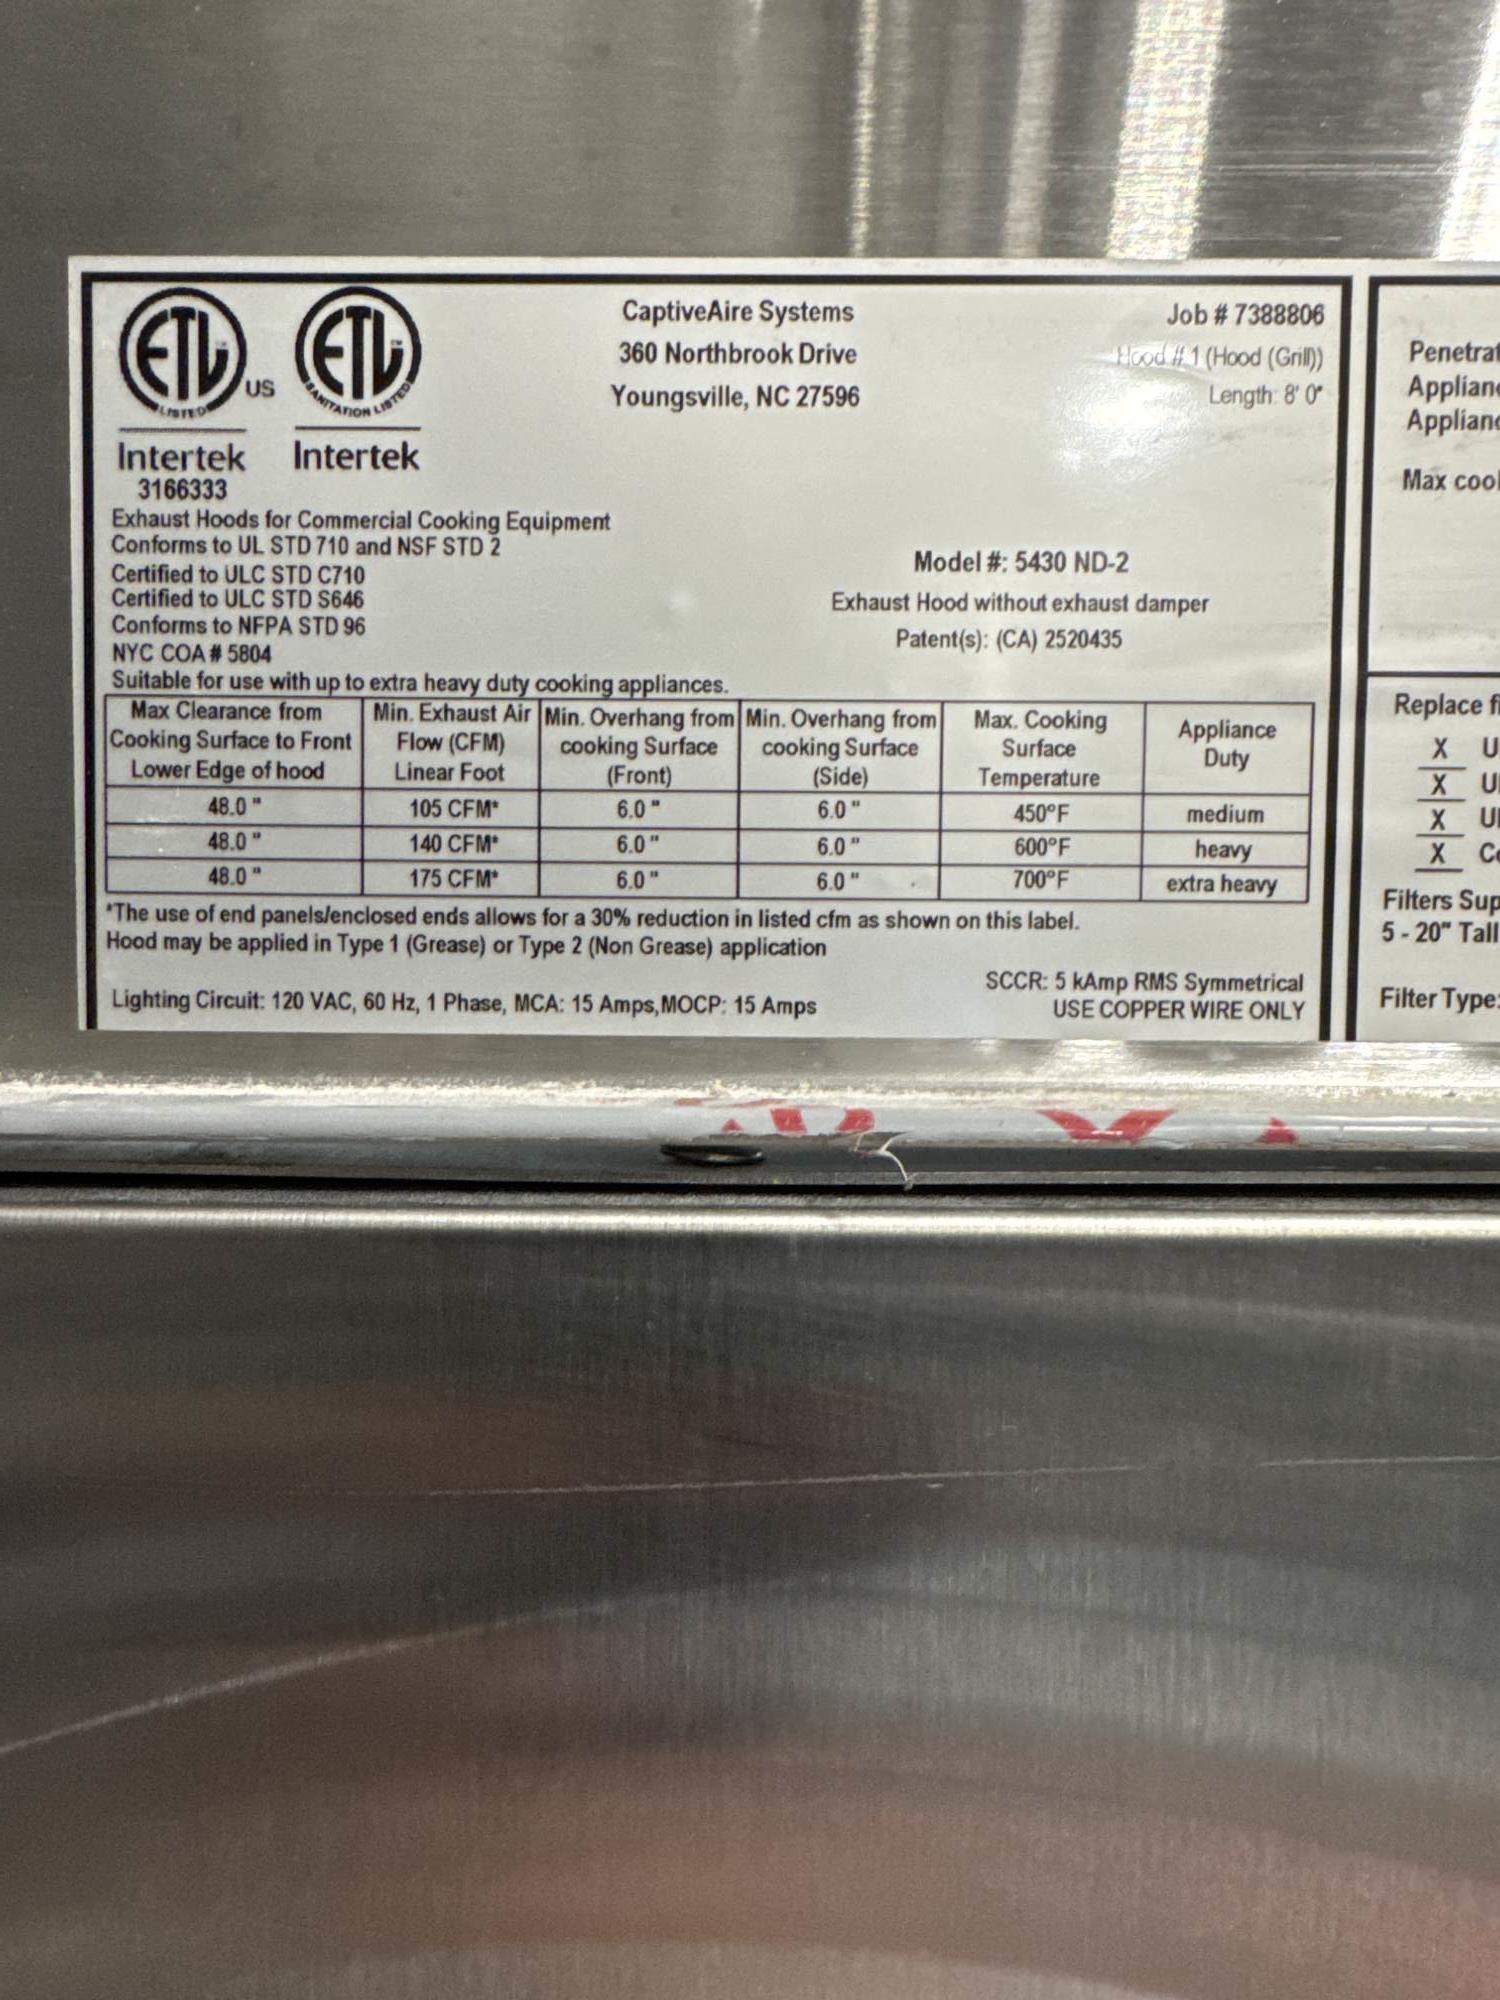 ETL
LISTED
US
Intertek
3166333
ETL
SANITATION LISTED
Intertek
CaptiveAire Systems
360 Northbrook Drive
Youngsville, NC 27596
Job # 7388806
Hood # 1 (Hood (Grill))
Length: 8' 0"
Exhaust Hoods for Commercial Cooking Equipment
Conforms to UL STD 710 and NSF STD 2
Certified to ULC STD C710
Certified to ULC STD S646
Conforms to NFPA STD 96
NYC COA # 5804
Model #: 5430 ND-2
Exhaust Hood without exhaust damper
Patent(s): (CA) 2520435
Suitable for use with up to extra heavy duty cooking appliances.
Max Clearance from
Cooking Surface to Front
Lower Edge of hood
Min. Exhaust Air
Flow (CFM)
Linear Foot
Min. Overhang from
cooking Surface
(Front)
Min. Overhang from
cooking Surface
(Side)
Max. Cooking
Surface
Temperature
Appliance
Duty
48.0 " 105 CFM* 6.0 " 6.0 " 450°F medium
48.0 " 140 CFM* 6.0 " 6.0 " 600°F heavy
48.0 " 175 CFM* 6.0 " 6.0 " 700°F extra heavy
*The use of end panels/enclosed ends allows for a 30% reduction in listed cfm as shown on this label.
Hood may be applied in Type 1 (Grease) or Type 2 (Non Grease) application
Lighting Circuit: 120 VAC, 60 Hz, 1 Phase, MCA: 15 Amps,MOCP: 15 Amps
SCCR: 5 kAmp RMS Symmetrical
USE COPPER WIRE ONLY
Max
Replace
X
X
X
X
Filters
5 - 20" Tall
Filter Type: